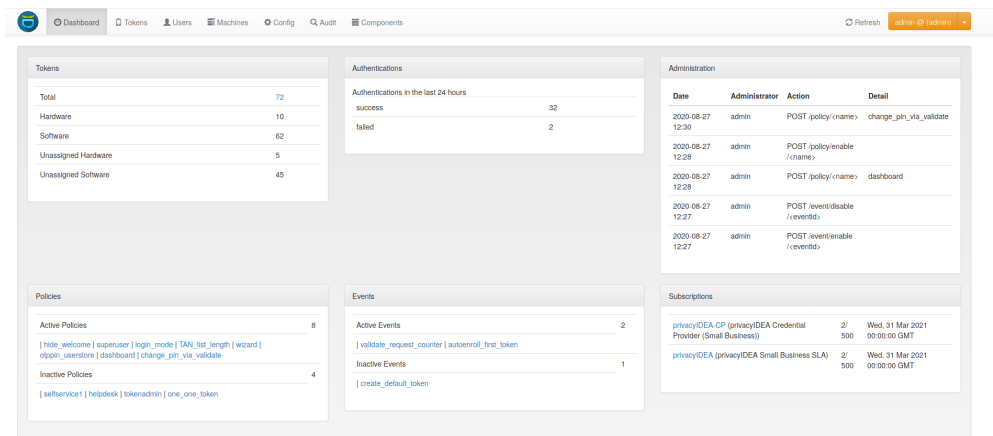 Dashboard Tokens Users Machines Config Audit Components Refresh admin @ (admin)
Tokens
Total 72
Hardware 10
Software 62
Unassigned Hardware 5
Unassigned Software 45
Authentications
Authentications in the last 24 hours
success 32
failed 2
Administration
Date Administrator Action Detail
2020-08-27 admin POST /policy/<name> change_pin_via_validate
12:30
2020-08-27 admin POST /policy/enable
12:28 /<name>
2020-08-27 admin POST /policy/<name> dashboard
12:28
2020-08-27 admin POST /event/disable
12:27 /<eventid>
2020-08-27 admin POST /event/enable
12:27 /<eventid>
Policies
Active Policies 8
| hide_welcome | superuser | login_mode | TAN_list_length | wizard |
otppin_userstore | dashboard | change_pin_via_validate
Inactive Policies 4
| selfservice1 | helpdesk | tokenadmin | one_one_token
Events
Active Events 2
| validate_request_counter | autoenroll_first_token
Inactive Events 1
| create_default_token
Subscriptions
privacyIDEA-CP (privacyIDEA Credential 2/ Wed, 31 Mar 2021
Provider (Small Business)) 500 00:00:00 GMT
privacyIDEA (privacyIDEA Small Business SLA) 2/ Wed, 31 Mar 2021
500 00:00:00 GMT